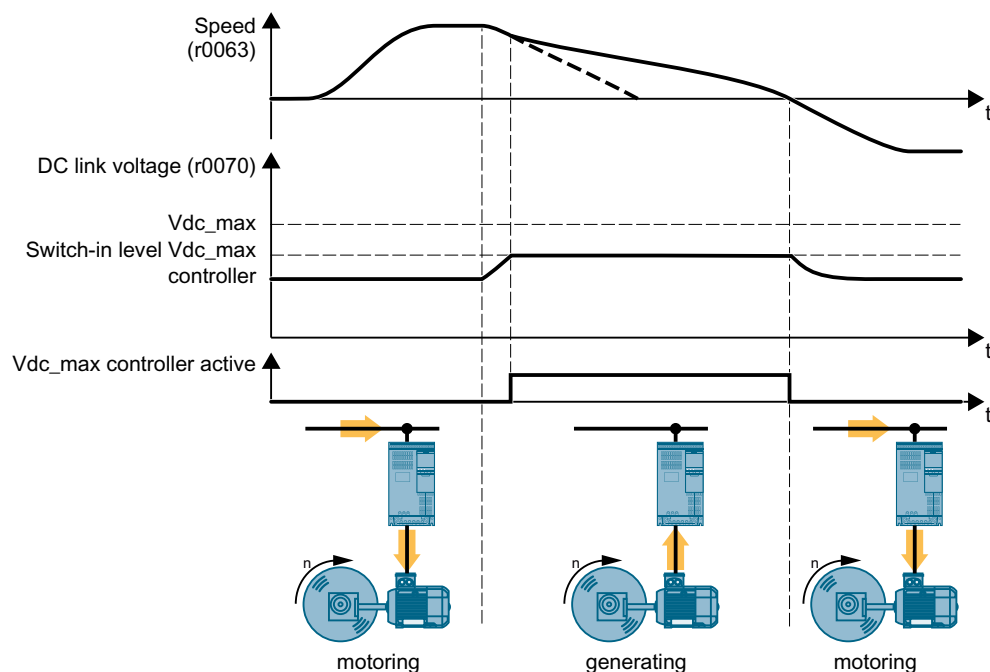 Speed
(r0063)
t
DC link voltage (r0070)
Vdc_max
Switch-in level Vdc_max
controller
t
Vdc_max controller active
t
n
n
n
motoring
generating
motoring